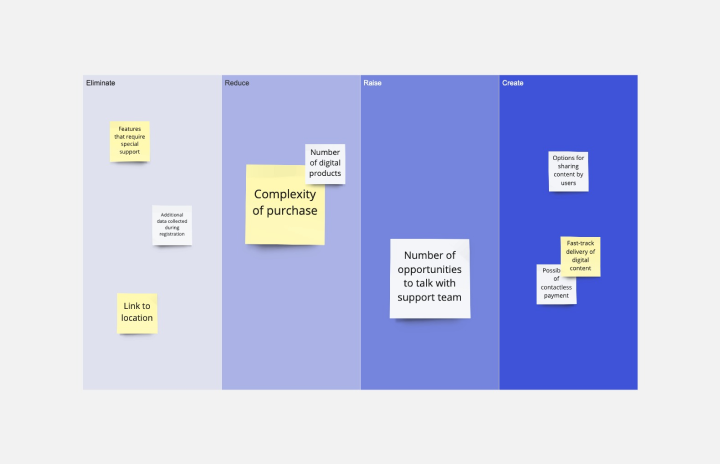 Eliminate
Features
that require
special
support
Additional
data collected
during
registration
Link to
location
Reduce
Number
of digital
products
Complexity
of purchase
Raise
Number of
opportunities
to talk with
support team
Create
Options for
sharing
content by
users
Fast-track
delivery of
digital
content
of
contactless
payment